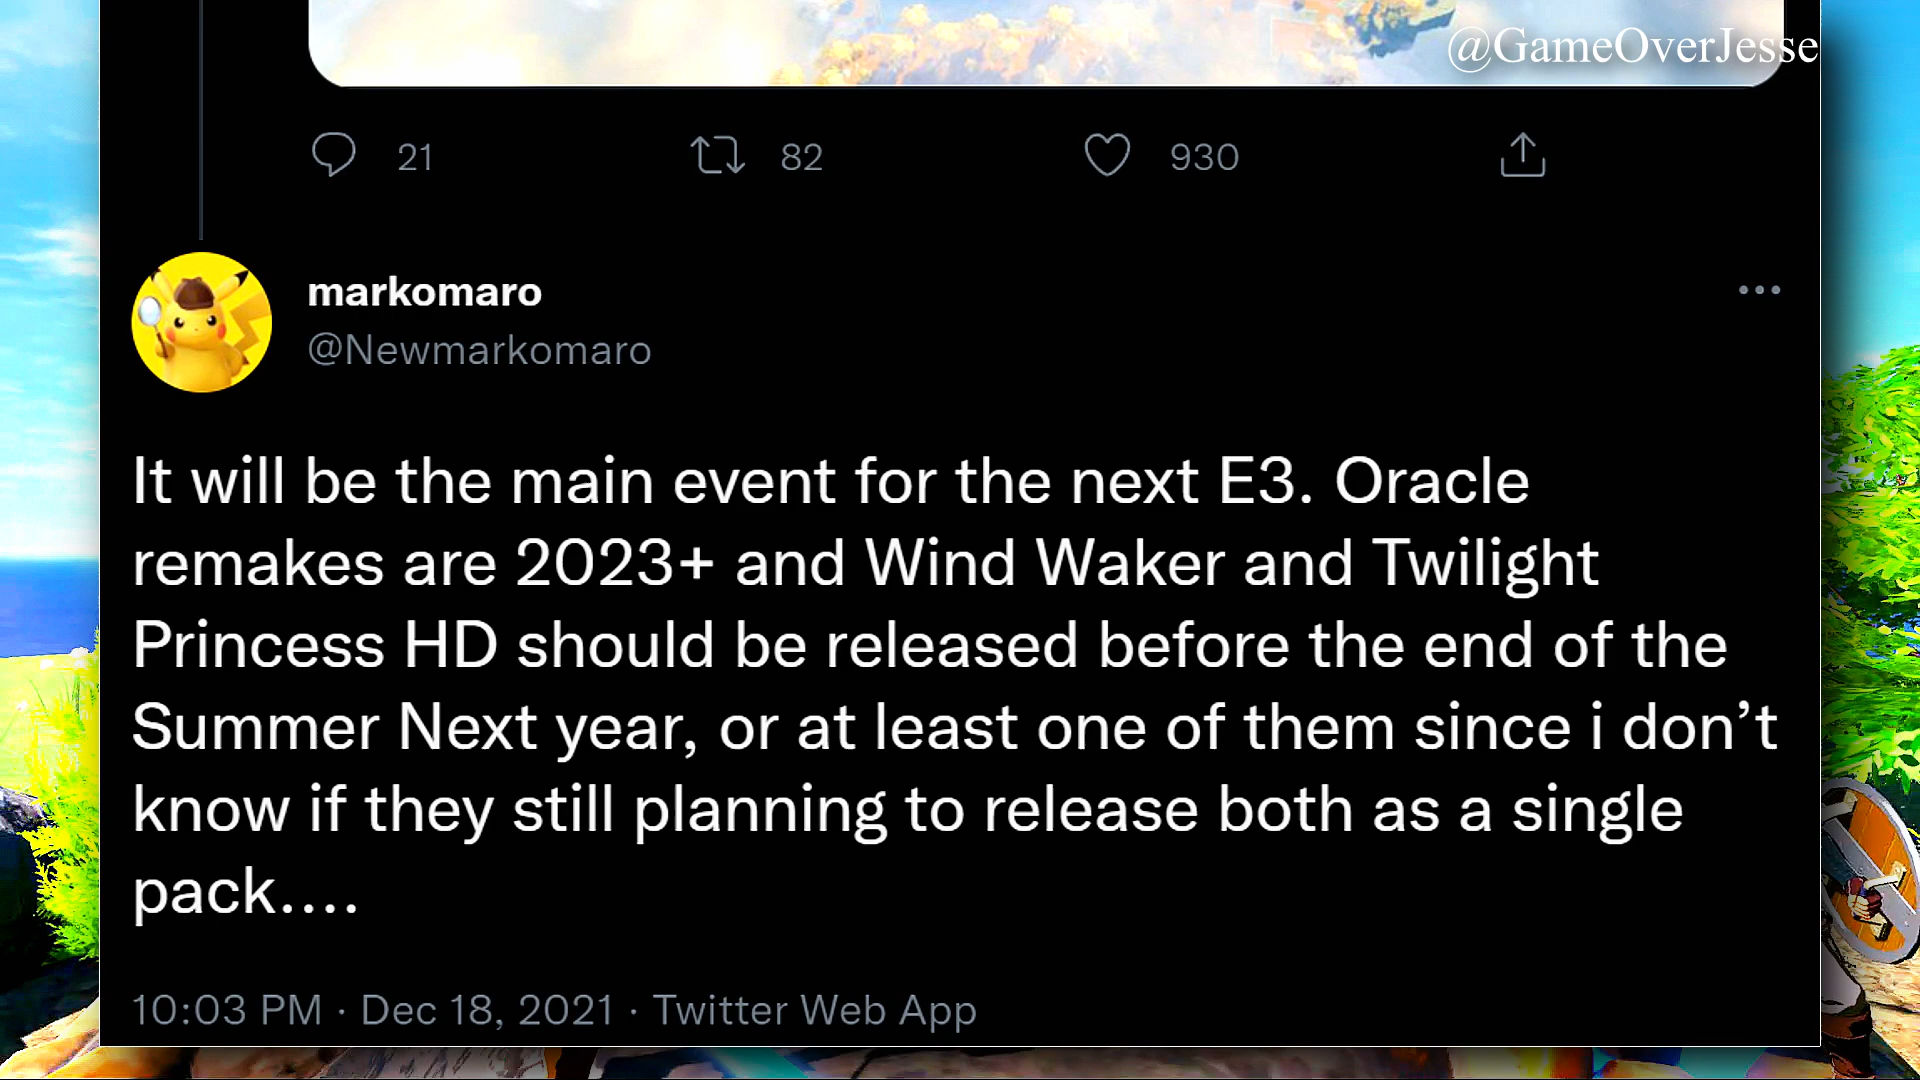 @GameOverJesse
21 82 930
markomaro
@Newmarkomaro
It will be the main event for the next E3. Oracle
remakes are 2023+ and Wind Waker and Twilight
Princess HD should be released before the end of the
Summer Next year, or at least one of them since i don’t
know if they still planning to release both as a single
pack....
10:03 PM · Dec 18, 2021 · Twitter Web App